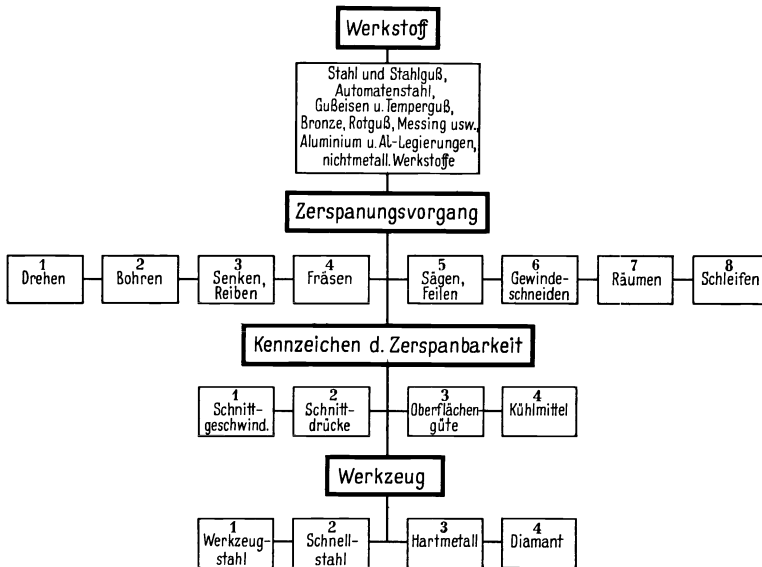 Werkstoff
Stahl und Stahlguß,
Automatenstahl,
Gußeisen u. Temperguß,
Bronze, Rotguß, Messing usw.,
Aluminium u. Al-Legierungen,
nichtmetall. Werkstoffe
Zerspanungsvorgang
1
Drehen
2
Bohren
3
Senken,
Reiben
4
Fräsen
5
Sägen,
Feilen
6
Gewinde-
schneiden
7
Räumen
8
Schleifen
Kennzeichen d. Zerspanbarkeit
1
Schnitt-
geschwind.
2
Schnitt-
drücke
3
Oberflächen
güte
4
Kühlmittel
Werkzeug
1
Werkzeug-
stahl
2
Schnell-
stahl
3
Hartmetall
4
Diamant